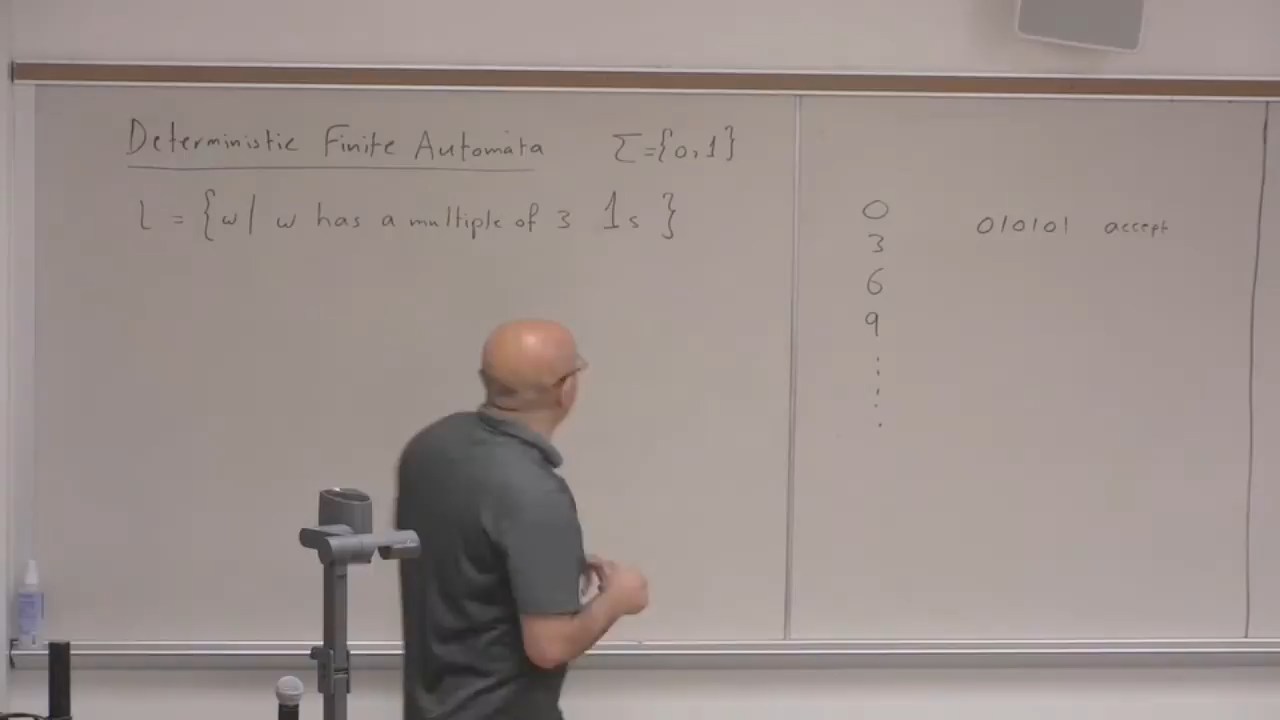 Deterministic Finite Automata Σ={0,1}
L = {w| w has a multiple of 3 1s }
0
3
6
9
010101 accept